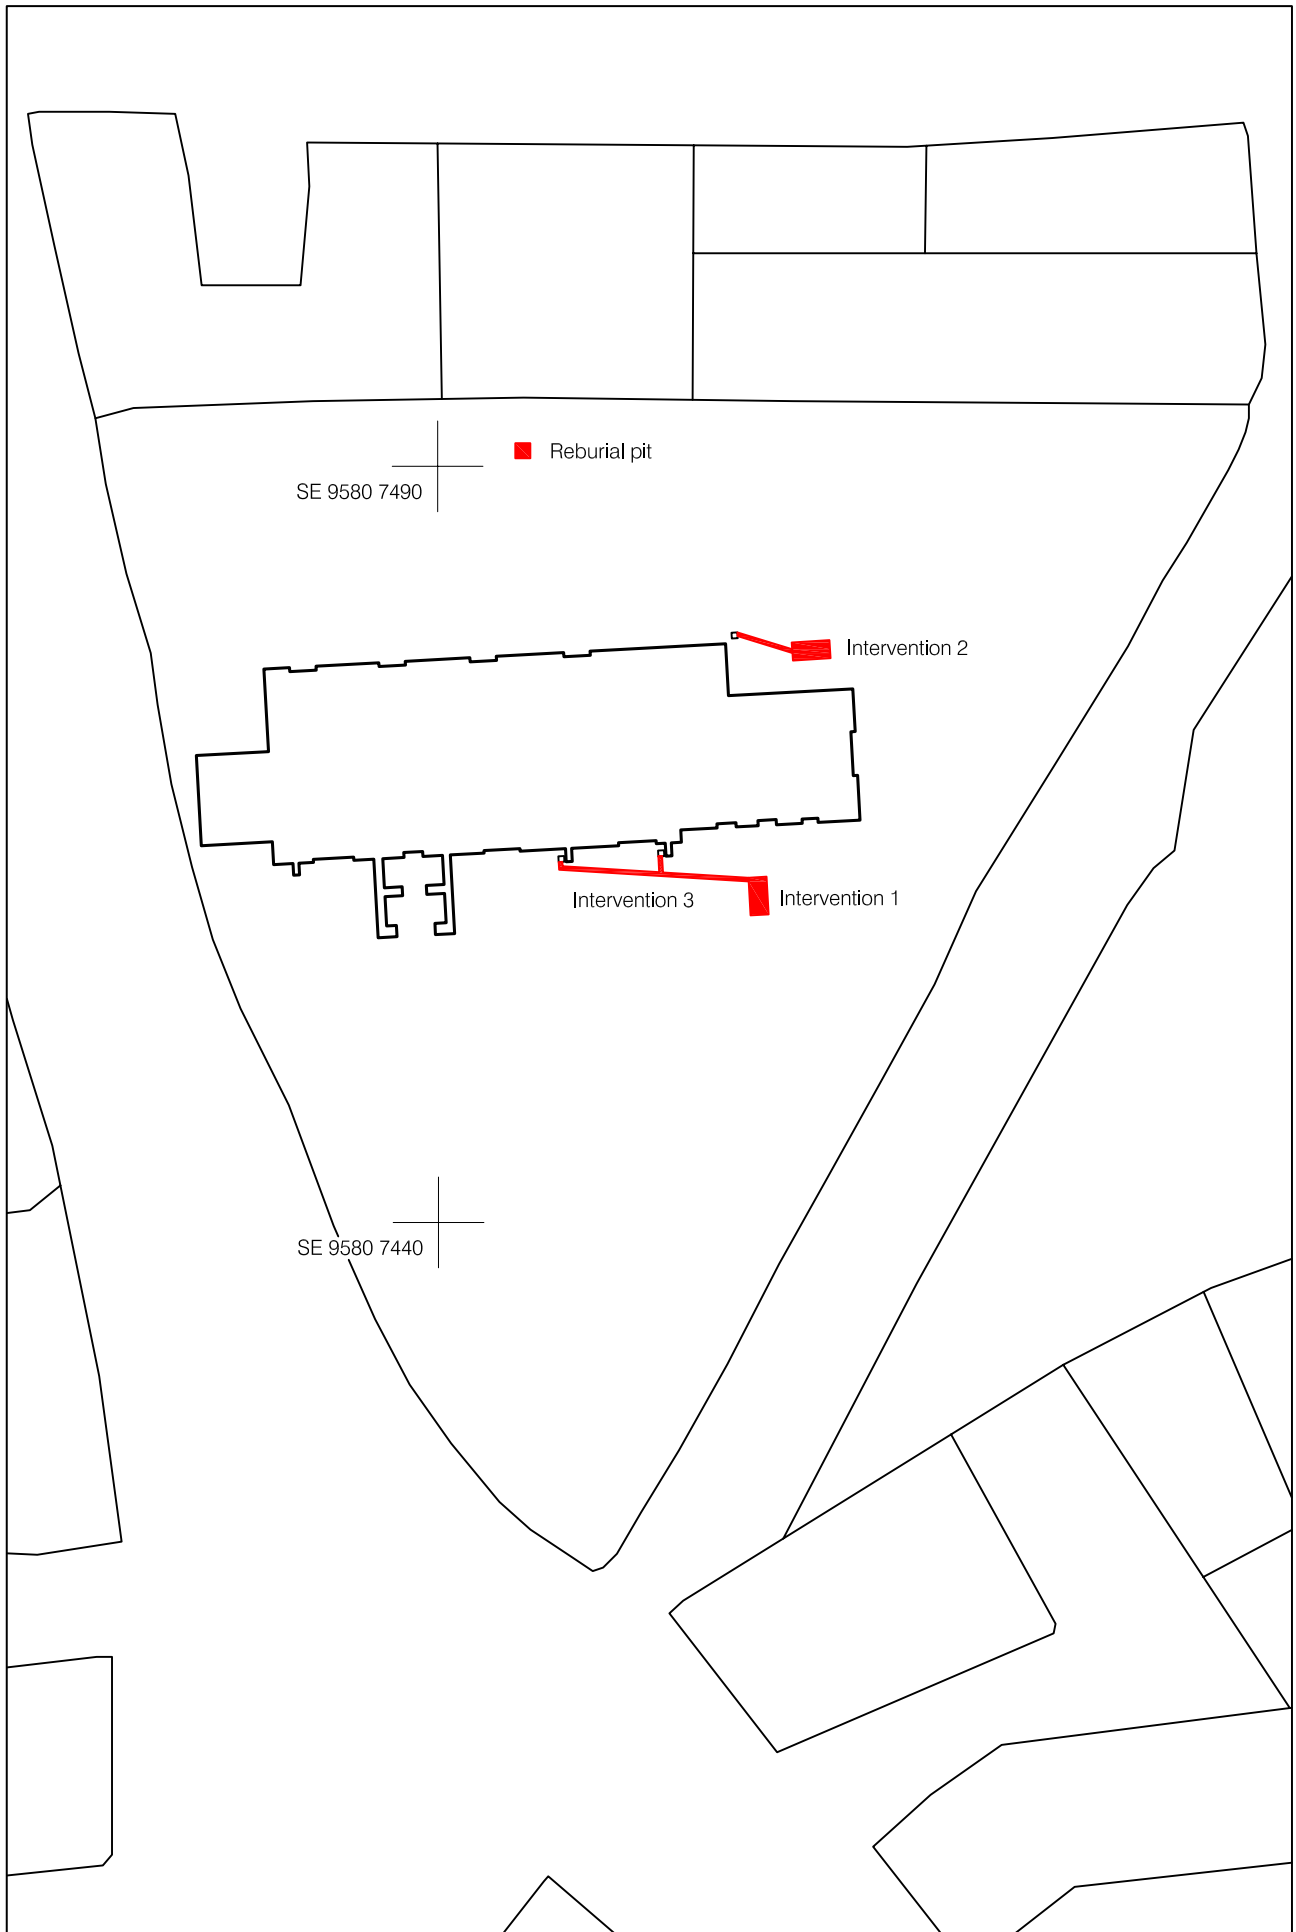 Reburial pit
SE 9580 7490
Intervention 2
Intervention 3
Intervention 1
SE 9580 7440